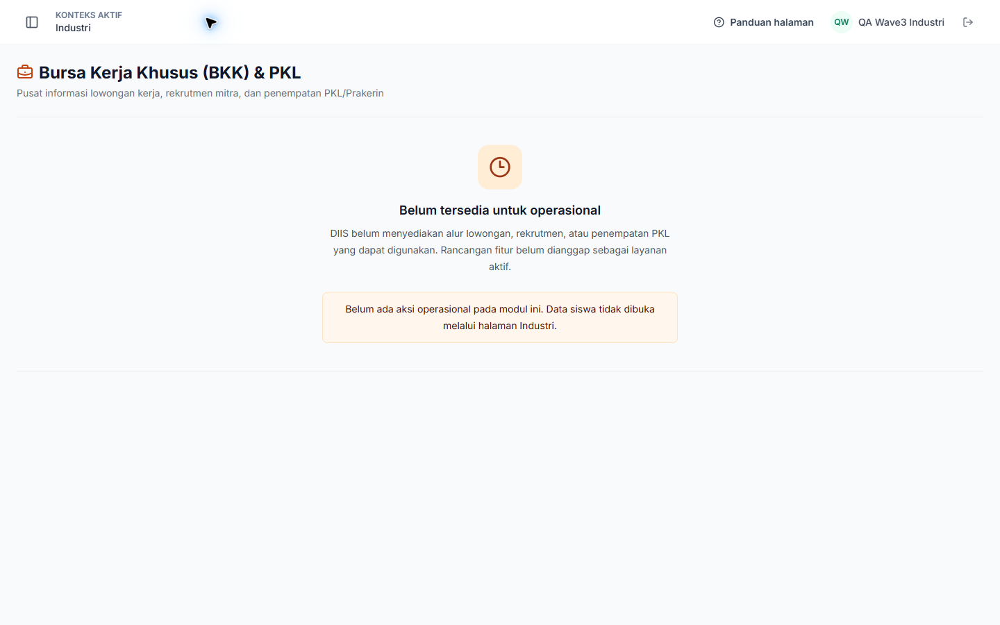 KONTEKS AKTIF
Industri
Panduan halaman
QW
QA Wave3 Industri
Bursa Kerja Khusus (BKK) & PKL
Pusat informasi lowongan kerja, rekrutmen mitra, dan penempatan PKL/Prakerin
Belum tersedia untuk operasional
DIIS belum menyediakan alur lowongan, rekrutmen, atau penempatan PKL
yang dapat digunakan. Rancangan fitur belum dianggap sebagai layanan
aktif.
Belum ada aksi operasional pada modul ini. Data siswa tidak dibuka
melalui halaman Industri.